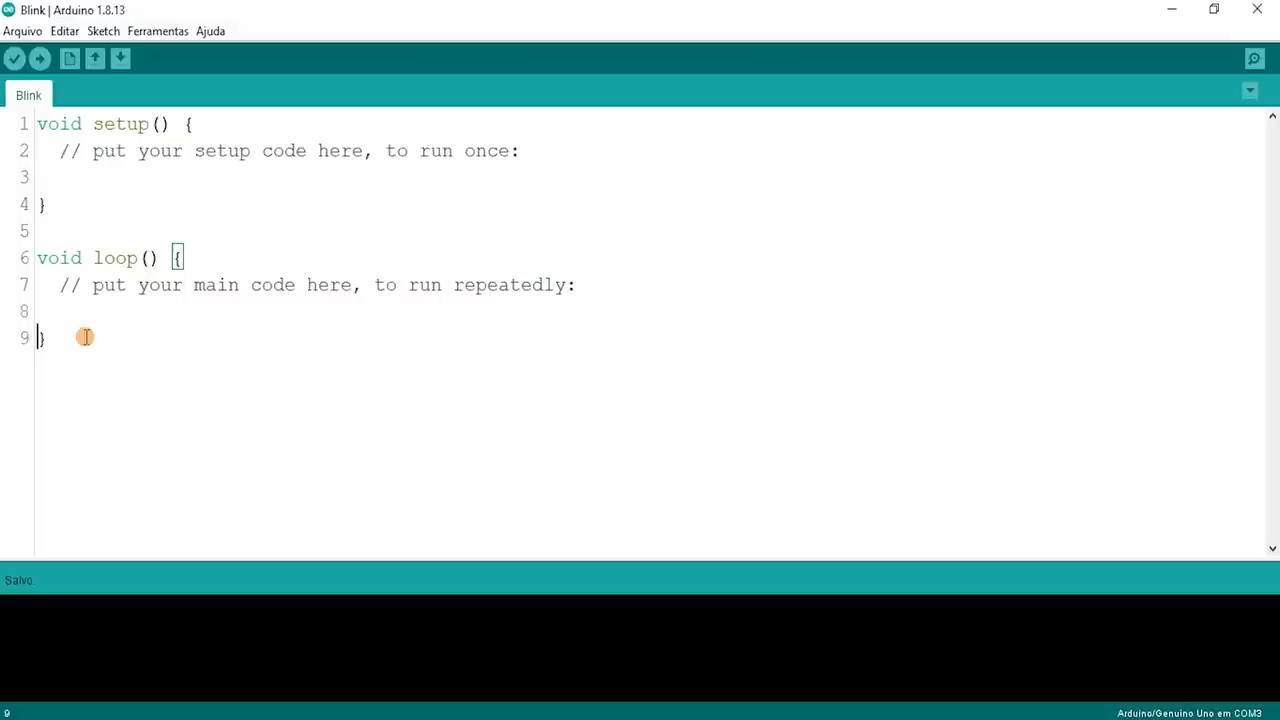 Blink | Arduino 1.8.13
Arquivo Editar Sketch Ferramentas Ajuda
Blink
1 void setup() {
2 // put your setup code here, to run once:
3
4 }
5
6 void loop() {
7 // put your main code here, to run repeatedly:
8
9 }
Salvo.
9 Arduino/Genuino Uno em COM3